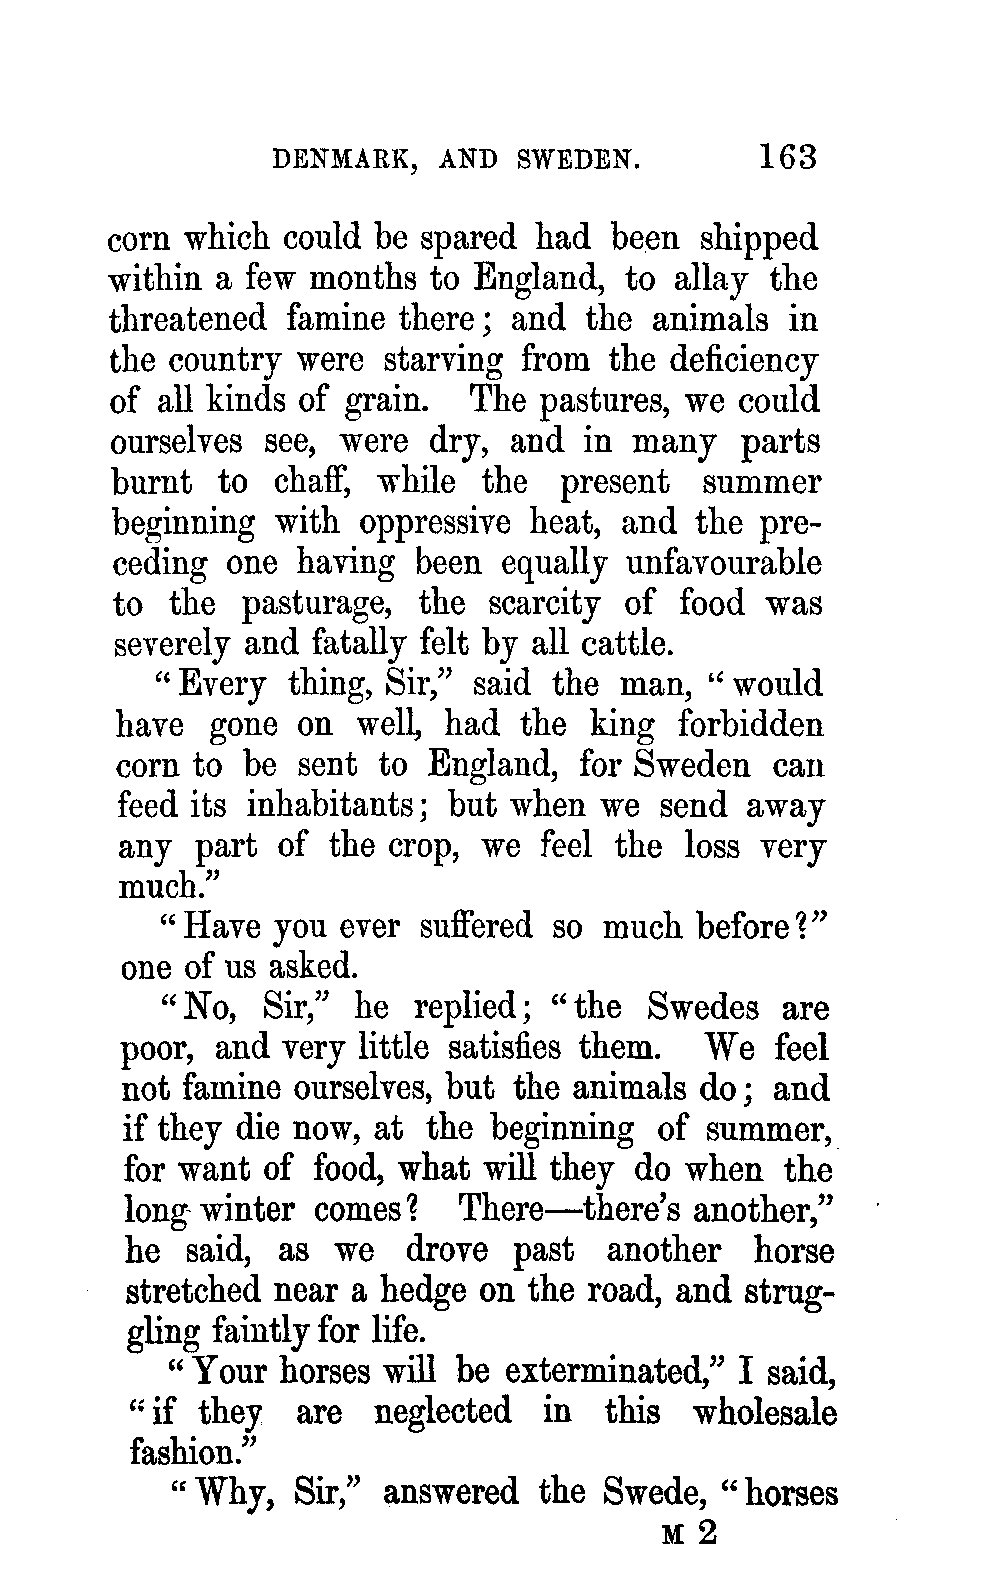 DENMARK, AND SWEDEN. 163
corn which could be spared had been shipped
within a few months to England, to allay the
threatened famine there; and the animals in
the country were starving from the deficiency
of all kinds of grain. The pastures, we could
ourselves see, were dry, and in many parts
burnt to chaff, while the present summer
beginning with oppressive heat, and the pre-
ceding one having been equally unfavourable
to the pasturage, the scarcity of food was
severely and fatally felt by all cattle.
“Every thing, Sir,” said the man, “would
have gone on well, had the king forbidden
corn to be sent to England, for Sweden can
feed its inhabitants; but when we send away
any part of the crop, we feel the loss very
much.”
“Have you ever suffered so much before?”
one of us asked.
“No, Sir,” he replied; “the Swedes are
poor, and very little satisfies them. We feel
not famine ourselves, but the animals do; and
if they die now, at the beginning of summer,
for want of food, what will they do when the
long winter comes? There—there’s another,”
he said, as we drove past another horse
stretched near a hedge on the road, and strug-
gling faintly for life.
“Your horses will be exterminated,” I said,
“if they are neglected in this wholesale
fashion.”
“Why, Sir,” answered the Swede, “horses
M 2